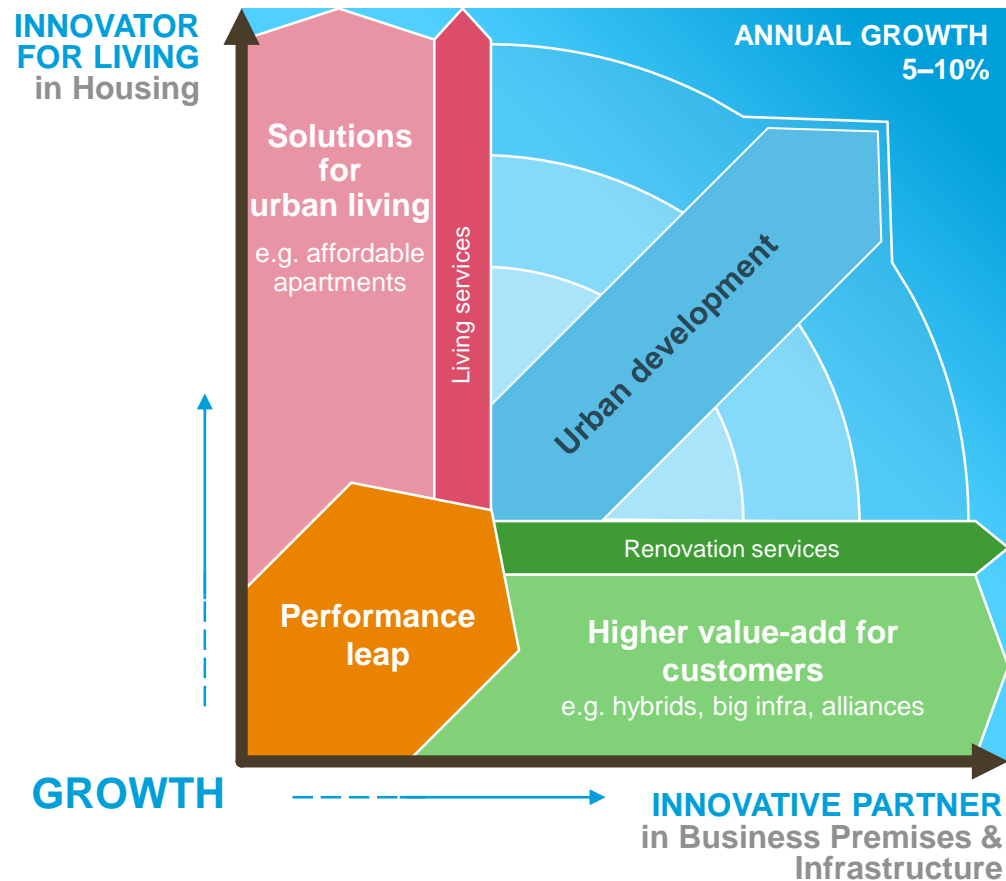 INNOVATOR
FOR LIVING
in Housing
ANNUAL GROWTH
5–10%
Solutions
for
urban living
e.g. affordable
apartments
Living services
Urban development
Renovation services
Performance
leap
Higher value-add for
customers
e.g. hybrids, big infra, alliances
GROWTH
INNOVATIVE PARTNER
in Business Premises &
Infrastructure